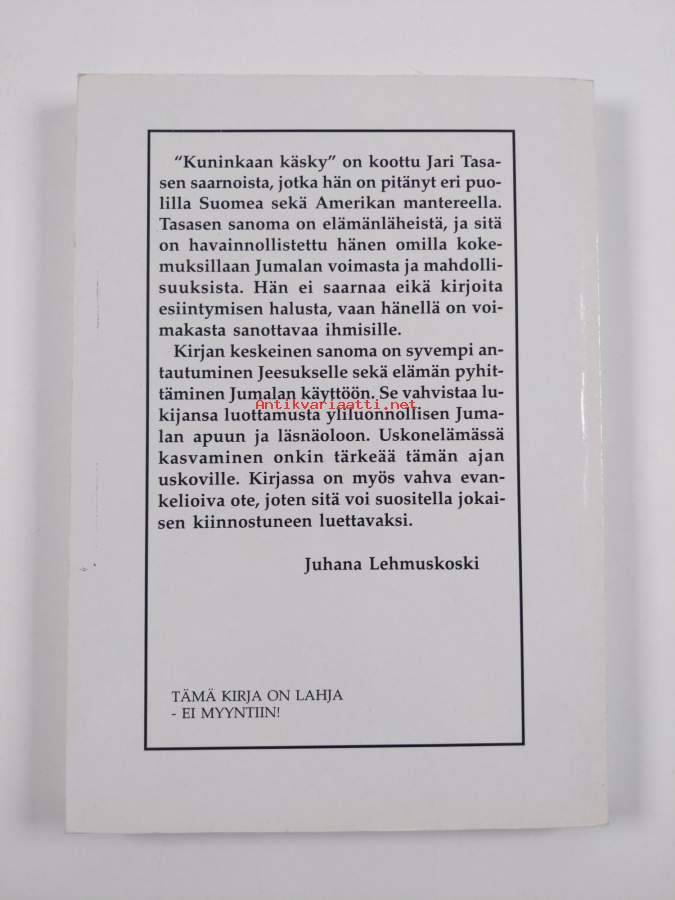 “Kuninkaan käsky” on koottu Jari Tasa-
sen saarnoista, jotka hän on pitänyt eri puo-
lilla Suomea sekä Amerikan mantereella.
Tasasen sanoma on elämänläheistä, ja sitä
on havainnollistettu hänen omilla koke-
muksillaan Jumalan voimasta ja mahdolli-
suuksista. Hän ei saarnaa eikä kirjoita
esiintymisen halusta, vaan hänellä on voi-
makasta sanottavaa ihmisille.
Kirjan keskeinen sanoma on syvempi an-
tautuminen Jeesukselle sekä elämän pyhit-
täminen Jumalan käyttöön. Se vahvistaa lu-
Antikvariaatti.net
kijansa luottamusta yliluonnollisen Juma-
lan apuun ja läsnäoloon. Uskonelämässä
kasvaminen onkin tärkeää tämän ajan
uskoville. Kirjassa on myös vahva evan-
kelioiva ote, joten sitä voi suositella jokai-
sen kiinnostuneen luettavaksi.
Juhana Lehmuskoski
TÄMÄ KIRJA ON LAHJA
- EI MYYNTIIN!